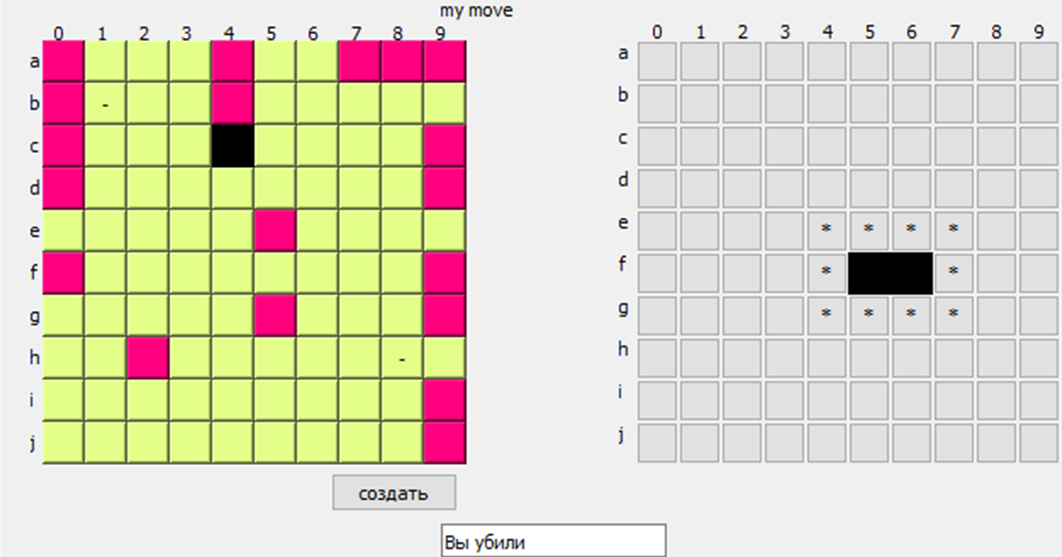 my move
0 1 2 3 4 5 6 7 8 9 0 1 2 3 4 5 6 7 8 9
a a
b - b
c c
d d
e e * * * *
f f * *
g g * * * *
h - h
i i
j j
создать
Вы убили